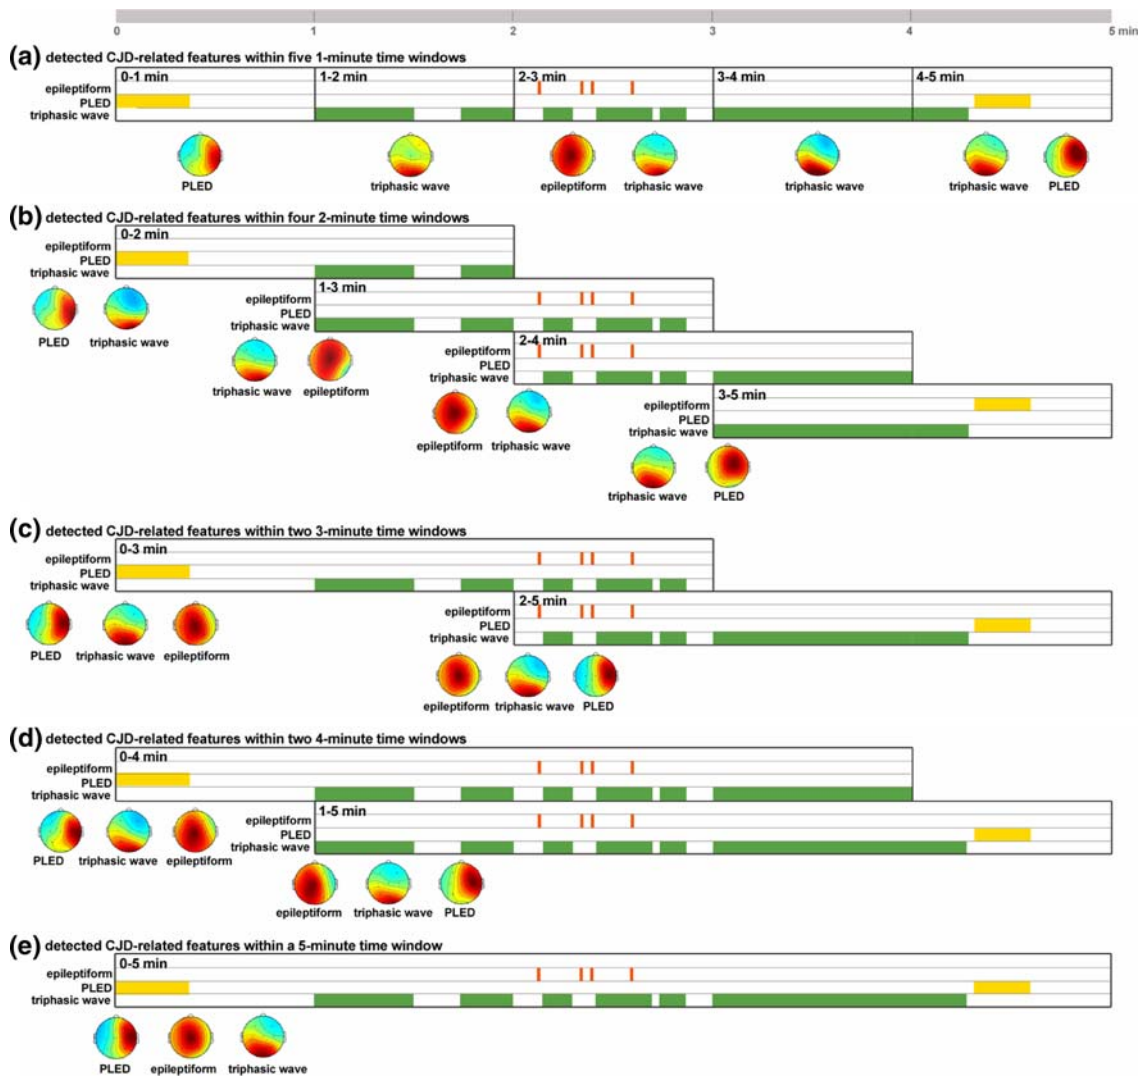 0 1 2 3 4 5 min
(a) detected CJD-related features within five 1-minute time windows
0-1 min 1-2 min 2-3 min 3-4 min 4-5 min
epileptiform
PLED
triphasic wave
PLED triphasic wave epileptiform triphasic wave triphasic wave triphasic wave PLED
(b) detected CJD-related features within four 2-minute time windows
0-2 min
epileptiform
PLED
triphasic wave
PLED triphasic wave
1-3 min
epileptiform
PLED
triphasic wave
triphasic wave epileptiform
2-4 min
epileptiform
PLED
triphasic wave
epileptiform triphasic wave
3-5 min
epileptiform
PLED
triphasic wave
triphasic wave PLED
(c) detected CJD-related features within two 3-minute time windows
0-3 min
epileptiform
PLED
triphasic wave
PLED triphasic wave epileptiform
2-5 min
epileptiform
PLED
triphasic wave
epileptiform triphasic wave PLED
(d) detected CJD-related features within two 4-minute time windows
0-4 min
epileptiform
PLED
triphasic wave
PLED triphasic wave epileptiform
1-5 min
epileptiform
PLED
triphasic wave
epileptiform triphasic wave PLED
(e) detected CJD-related features within a 5-minute time window
0-5 min
epileptiform
PLED
triphasic wave
PLED epileptiform triphasic wave